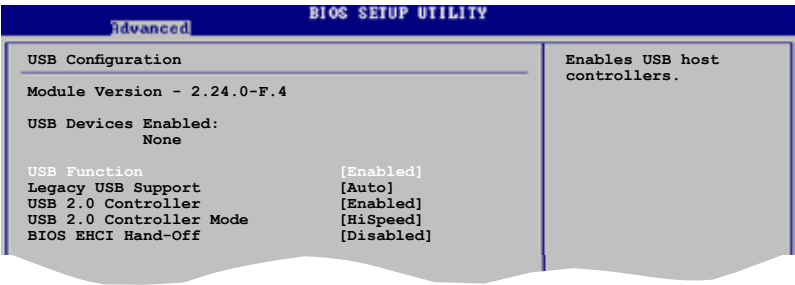 BIOS SETUP UTILITY
Advanced
USB Configuration
Module Version - 2.24.0-F.4
USB Devices Enabled:
None
USB Function [Enabled]
Legacy USB Support [Auto]
USB 2.0 Controller [Enabled]
USB 2.0 Controller Mode [HiSpeed]
BIOS EHCI Hand-Off [Disabled]
Enables USB host
controllers.